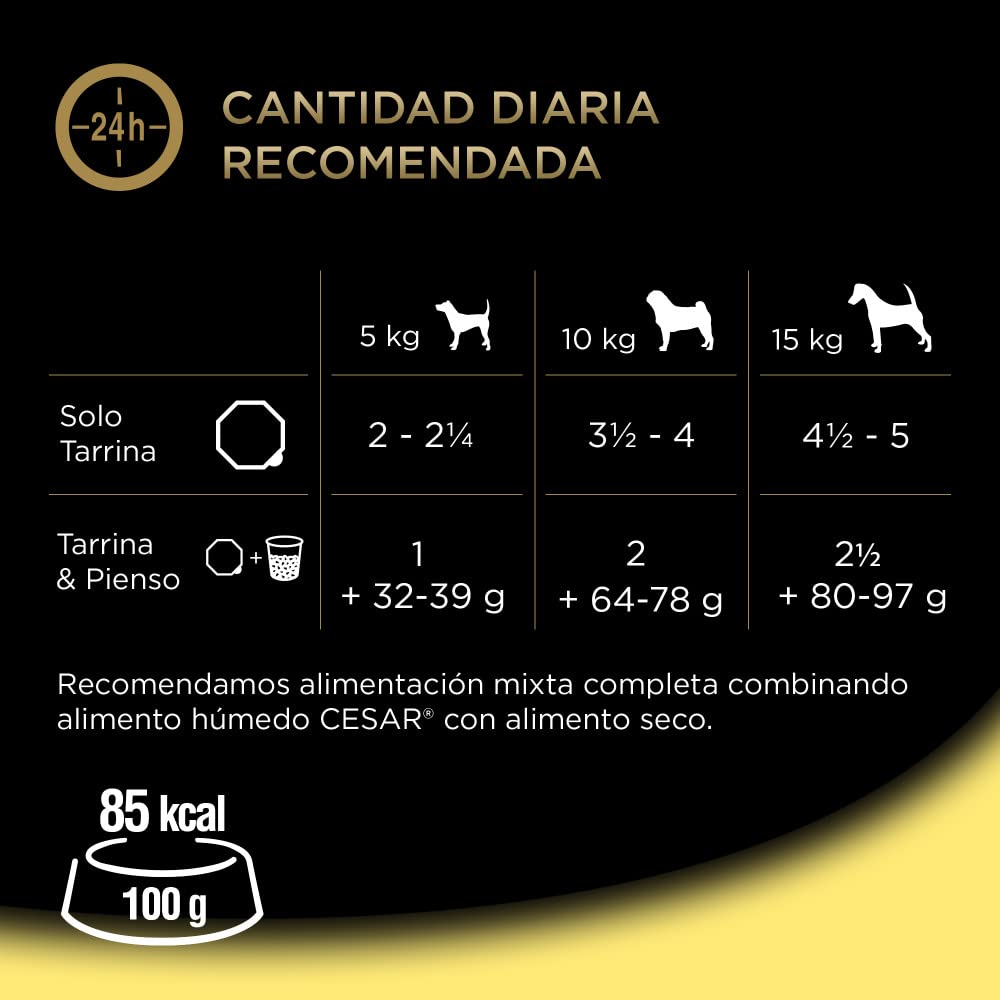 24h
CANTIDAD DIARIA
RECOMENDADA
5 kg
10 kg
15 kg
Solo
Tarrina
2 - 2¼
3½ - 4
4½ - 5
Tarrina
& Pienso
+
1
+ 32-39 g
2
+ 64-78 g
2½
+ 80-97 g
Recomendamos alimentación mixta completa combinando
alimento húmedo CESAR® con alimento seco.
85 kcal
100 g